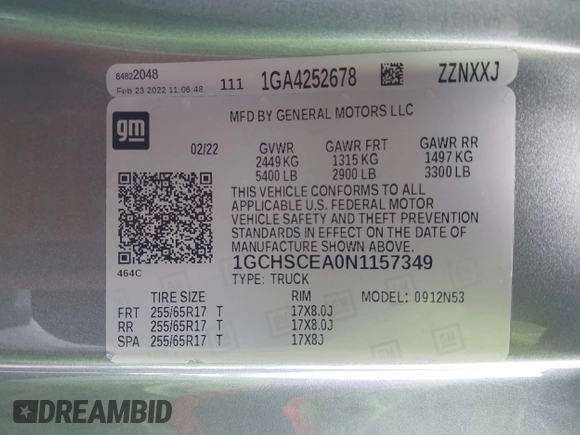 84822048
Feb 23 2022 11:06:48 111 1GA4252678 ZZNXXJ
gm
MFD BY GENERAL MOTORS LLC
02/22 GVWR GAWR FRT GAWR RR
2449 KG 1315 KG 1497 KG
5400 LB 2900 LB 3300 LB
THIS VEHICLE CONFORMS TO ALL
APPLICABLE U.S. FEDERAL MOTOR
VEHICLE SAFETY AND THEFT PREVENTION
STANDARDS IN EFFECT ON THE DATE OF
MANUFACTURE SHOWN ABOVE.
464C 1GCHSCEA0N1157349
TYPE: TRUCK
TIRE SIZE RIM MODEL: 0912N53
FRT 255/65R17 T 17X8.0J
RR 255/65R17 T 17X8.0J
SPA 255/65R17 T 17X8J
DREAMBID